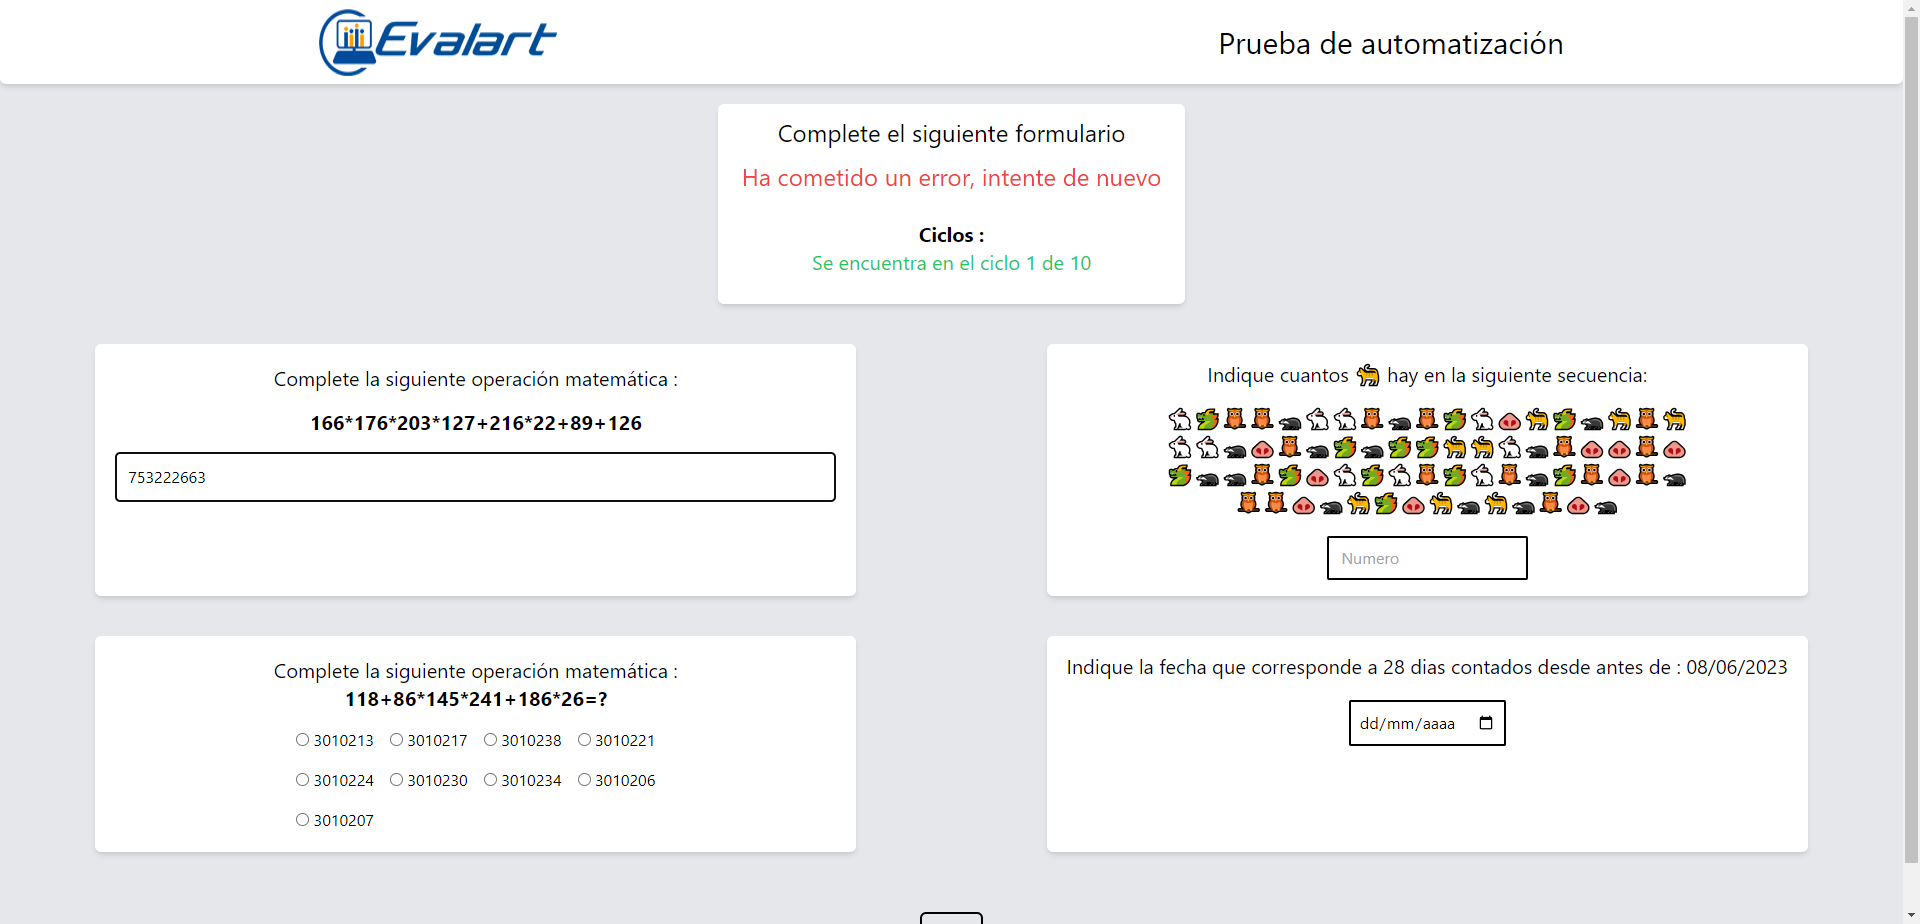 Evalart
Prueba de automatización
Complete el siguiente formulario
Ha cometido un error, intente de nuevo
Ciclos :
Se encuentra en el ciclo 1 de 10
Complete la siguiente operación matemática :
166*176*203*127+216*22+89+126
753222663
Indique cuantos 🐅 hay en la siguiente secuencia:
Numero
Complete la siguiente operación matemática :
118+86*145*241+186*26=?
3010213 3010217 3010238 3010221
3010224 3010230 3010234 3010206
3010207
Indique la fecha que corresponde a 28 dias contados desde antes de : 08/06/2023
dd/mm/aaaa